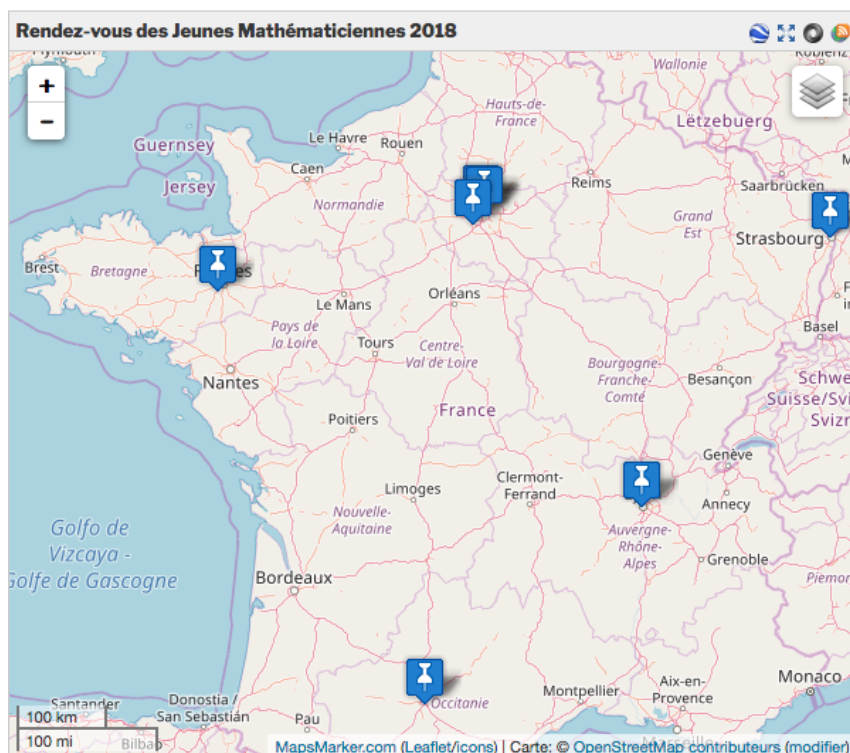 Rendez-vous des Jeunes Mathématiciennes 2018
+
−
Wallonie
Hauts-de-
France
Lëtzebuerg
Guernsey
Jersey
Le Havre
Rouen
Caen
Normandie
Reims
Saarbrücken
Grand
Est
Strasbourg
Brest
Bretagne
Le Mans
Orléans
Pays de
la Loire
Tours
Centre-
Val de Loire
Basel
Nantes
Bourgogne-
Franche-
Comté
Besançon
Suisse/
France
Poitiers
Genève
Clermont-
Ferrand
Limoges
Annecy
Nouvelle-
Aquitaine
Auvergne-
Rhône-
Alpes
Grenoble
Golfo de
Vizcaya -
Golfe de Gascogne
Bordeaux
Occitanie
Montpellier
Aix-en-
Provence
Monaco
Santander
Donostia /
San Sebastián
Pau
100 km
100 mi
MapsMarker.com (Leaflet/icons) | Carte: © OpenStreetMap contributeurs (modifier)